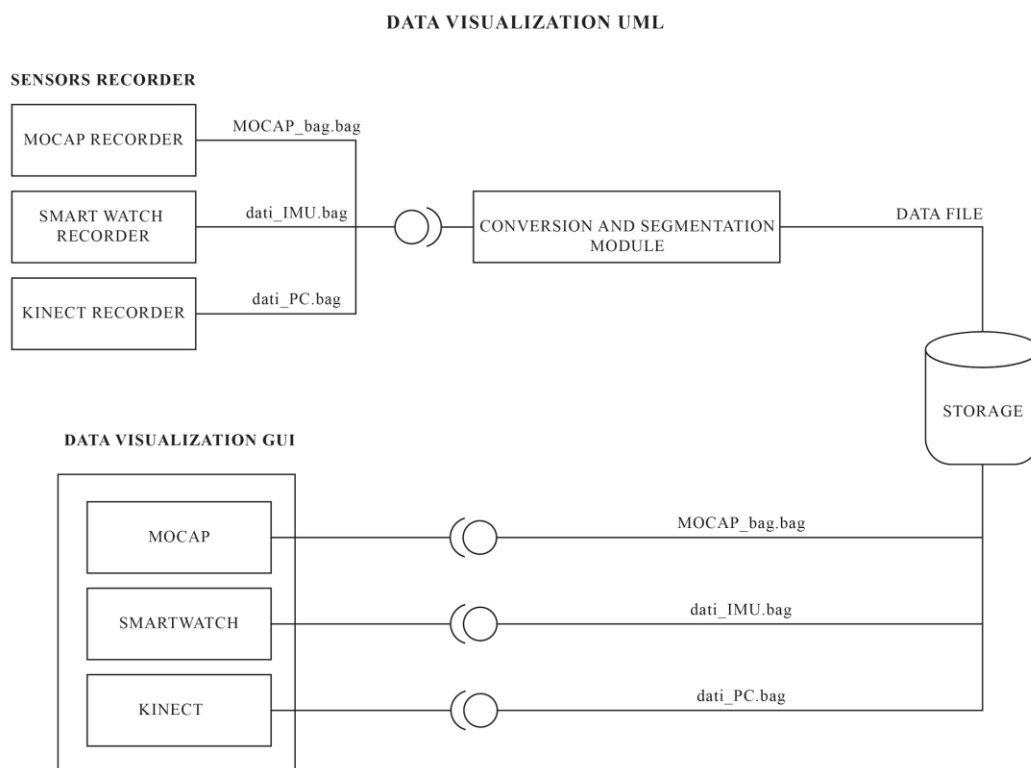 DATA VISUALIZATION UML
SENSORS RECORDER
MOCAP RECORDER
MOCAP_bag.bag
SMART WATCH
RECORDER
dati_IMU.bag
KINECT RECORDER
dati_PC.bag
CONVERSION AND SEGMENTATION
MODULE
DATA FILE
STORAGE
DATA VISUALIZATION GUI
MOCAP
MOCAP_bag.bag
SMARTWATCH
dati_IMU.bag
KINECT
dati_PC.bag